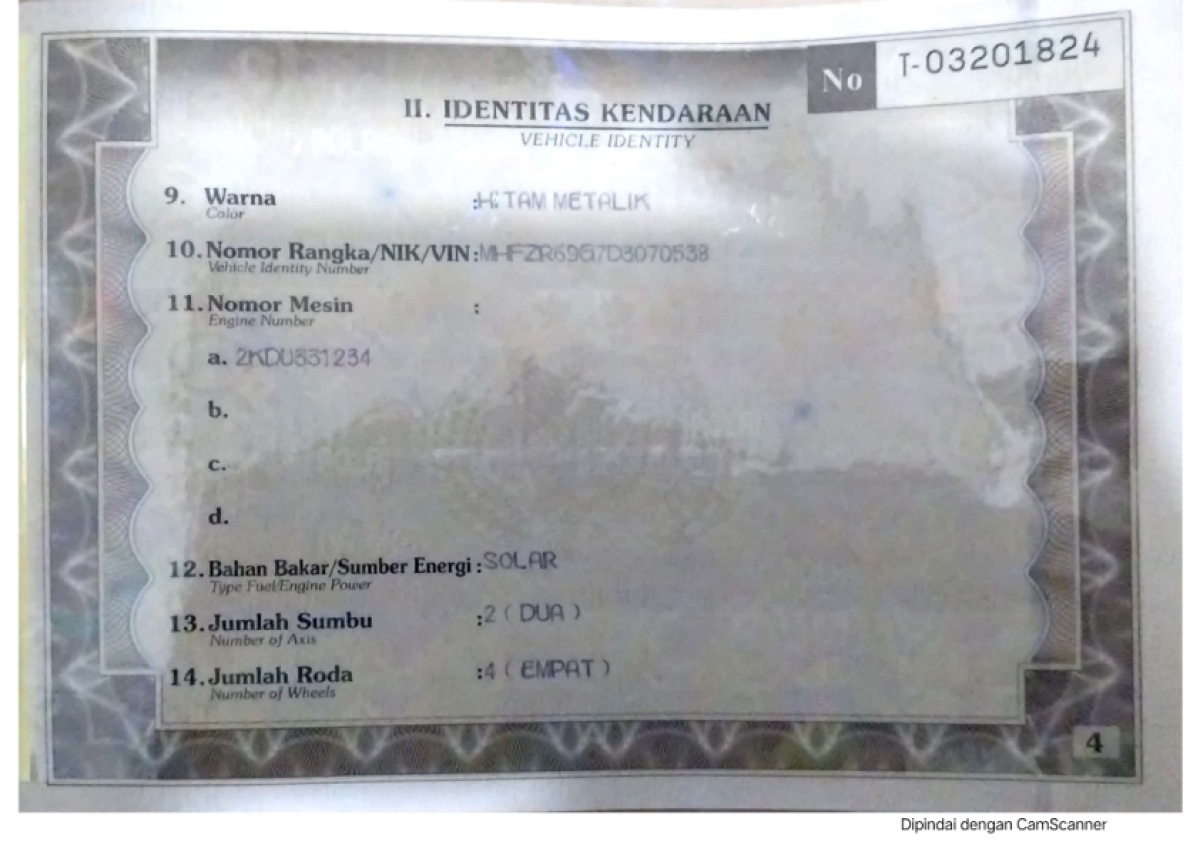 No T-03201824
II. IDENTITAS KENDARAAN
VEHICLE IDENTITY
9. Warna :HITAM METALIK
Color
10. Nomor Rangka/NIK/VIN :MHFZR69G7D3070538
Vehicle Identity Number
11. Nomor Mesin :
Engine Number
a. 2KDU331234
b.
c.
d.
12. Bahan Bakar/Sumber Energi :SOLAR
Type Fuel/Engine Power
13. Jumlah Sumbu :2 ( DUA )
Number of Axis
14. Jumlah Roda :4 ( EMPAT )
Number of Wheels
4
Dipindai dengan CamScanner